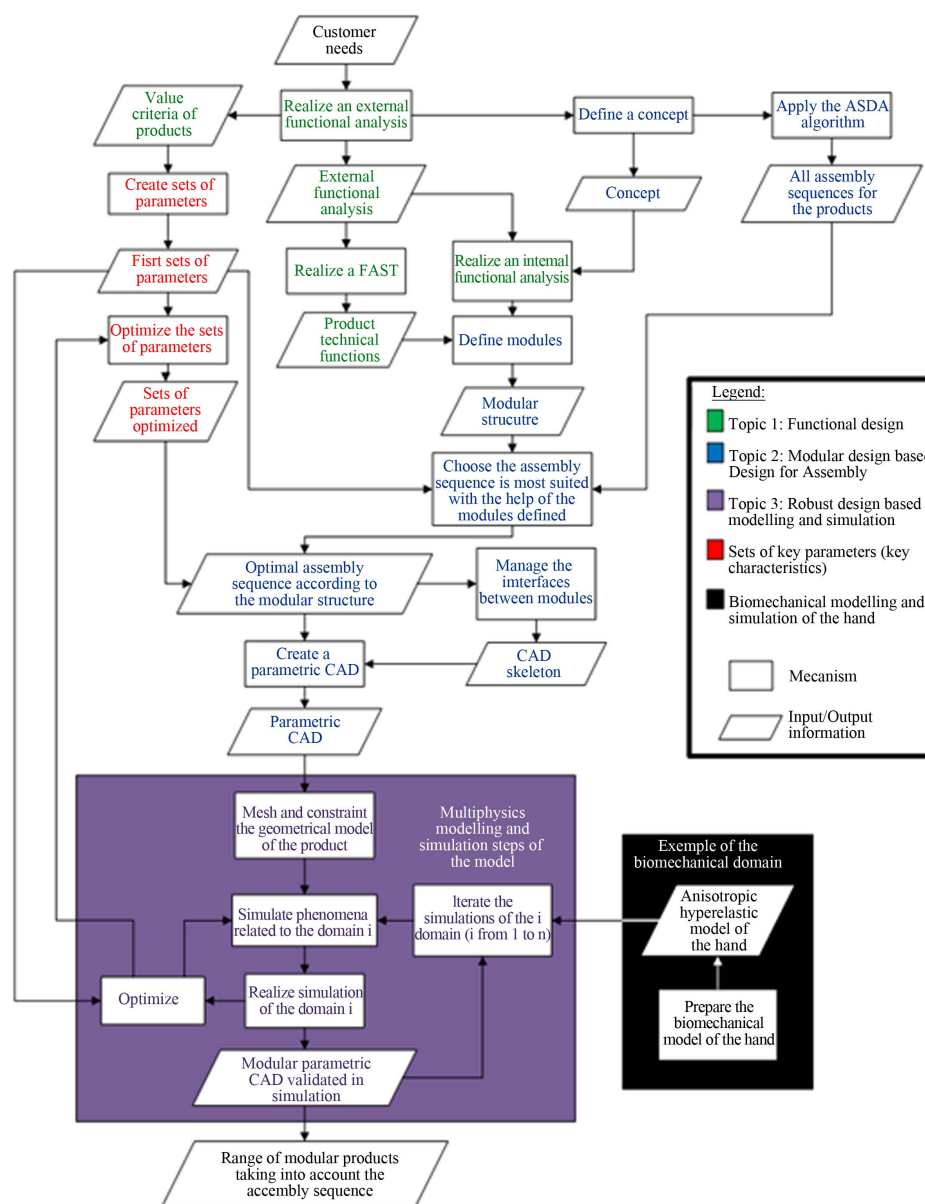 Customer
needs
Value
criteria of
products
Realize an external
functional analysis
Define a concept
Apply the ASDA
algorithm
Create sets of
parameters
External
functional
analysis
Concept
All assembly
sequences for
the products
Fisrt sets of
parameters
Realize a FAST
Realize an internal
functional analysis
Optimize the sets
of parameters
Product
technical
functions
Define modules
Sets of
parameters
optimized
Modular
strucutre
Choose the assembly
sequence is most suited
with the help of the
modules defined
Optimal assembly
sequence according to
the modular structure
Manage the
imterfaces
between modules
Create a
parametric CAD
CAD
skeleton
Parametric
CAD
Legend:
Topic 1: Functional design
Topic 2: Modular design based
Design for Assembly
Topic 3: Robust design based
modelling and simulation
Sets of key parameters (key
characteristics)
Biomechanical modelling and
simulation of the hand
Mecanism
Input/Output
information
Mesh and constraint
the geometrical model
of the product
Multiphysics
modelling and
simulation steps of
the model
Simulate phenomena
related to the domain i
lterate the
simulations of the i
domain (i from 1 to n)
Optimize
Realize simulation
of the domain i
Modular parametric
CAD validated in
simulation
Exemple of the
biomechanical domain
Anisotropic
hyperelastic
model of
the hand
Prepare the
biomechanical
model of the hand
Range of modular products
taking into account the
accembly sequence